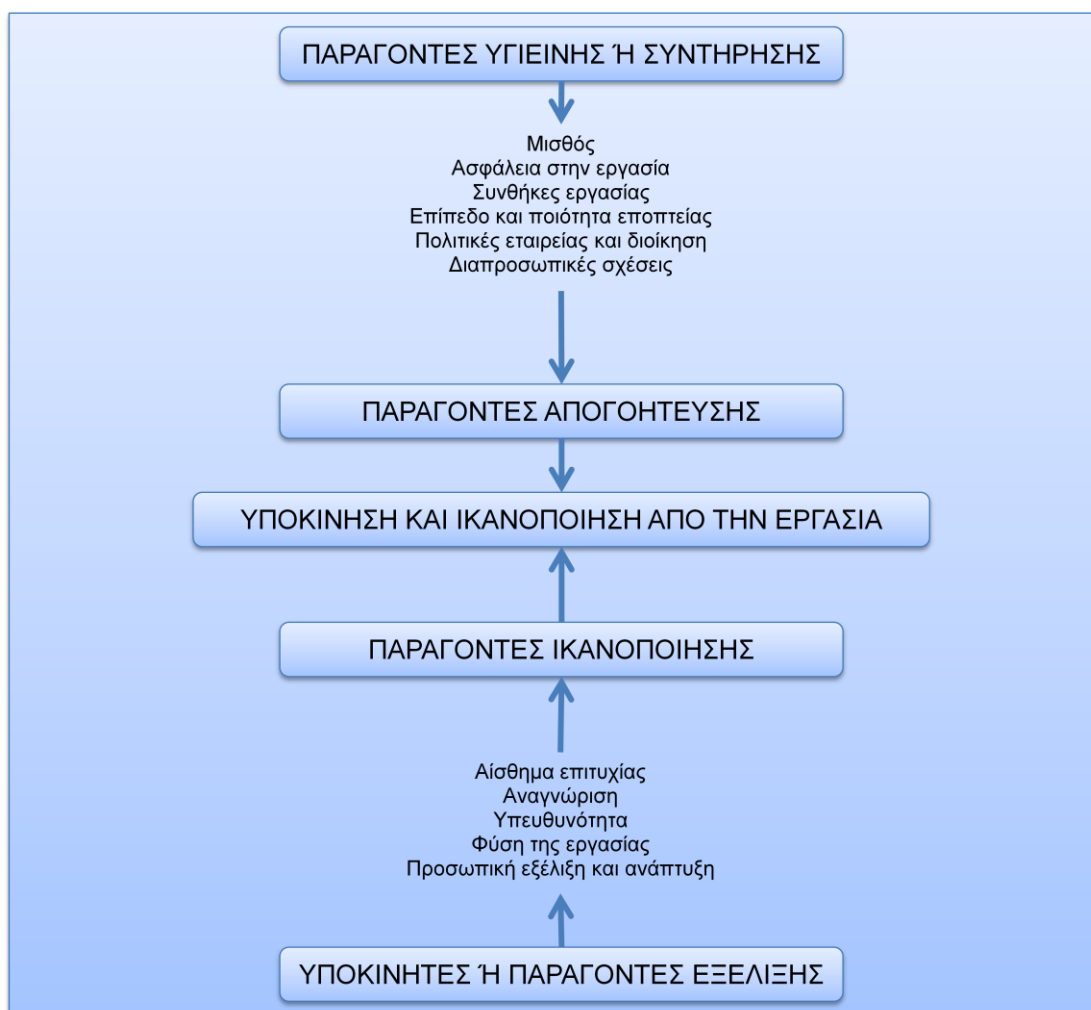 ΠΑΡΑΓΟΝΤΕΣ ΥΓΙΕΙΝΗΣ Ή ΣΥΝΤΗΡΗΣΗΣ
Μισθός
Ασφάλεια στην εργασία
Συνθήκες εργασίας
Επίπεδο και ποιότητα εποπτείας
Πολιτικές εταιρείας και διοίκηση
Διαπροσωπικές σχέσεις
ΠΑΡΑΓΟΝΤΕΣ ΑΠΟΓΟΗΤΕΥΣΗΣ
ΥΠΟΚΙΝΗΣΗ ΚΑΙ ΙΚΑΝΟΠΟΙΗΣΗ ΑΠΟ ΤΗΝ ΕΡΓΑΣΙΑ
ΠΑΡΑΓΟΝΤΕΣ ΙΚΑΝΟΠΟΙΗΣΗΣ
Αίσθημα επιτυχίας
Αναγνώριση
Υπευθυνότητα
Φύση της εργασίας
Προσωπική εξέλιξη και ανάπτυξη
ΥΠΟΚΙΝΗΤΕΣ Ή ΠΑΡΑΓΟΝΤΕΣ ΕΞΕΛΙΞΗΣ